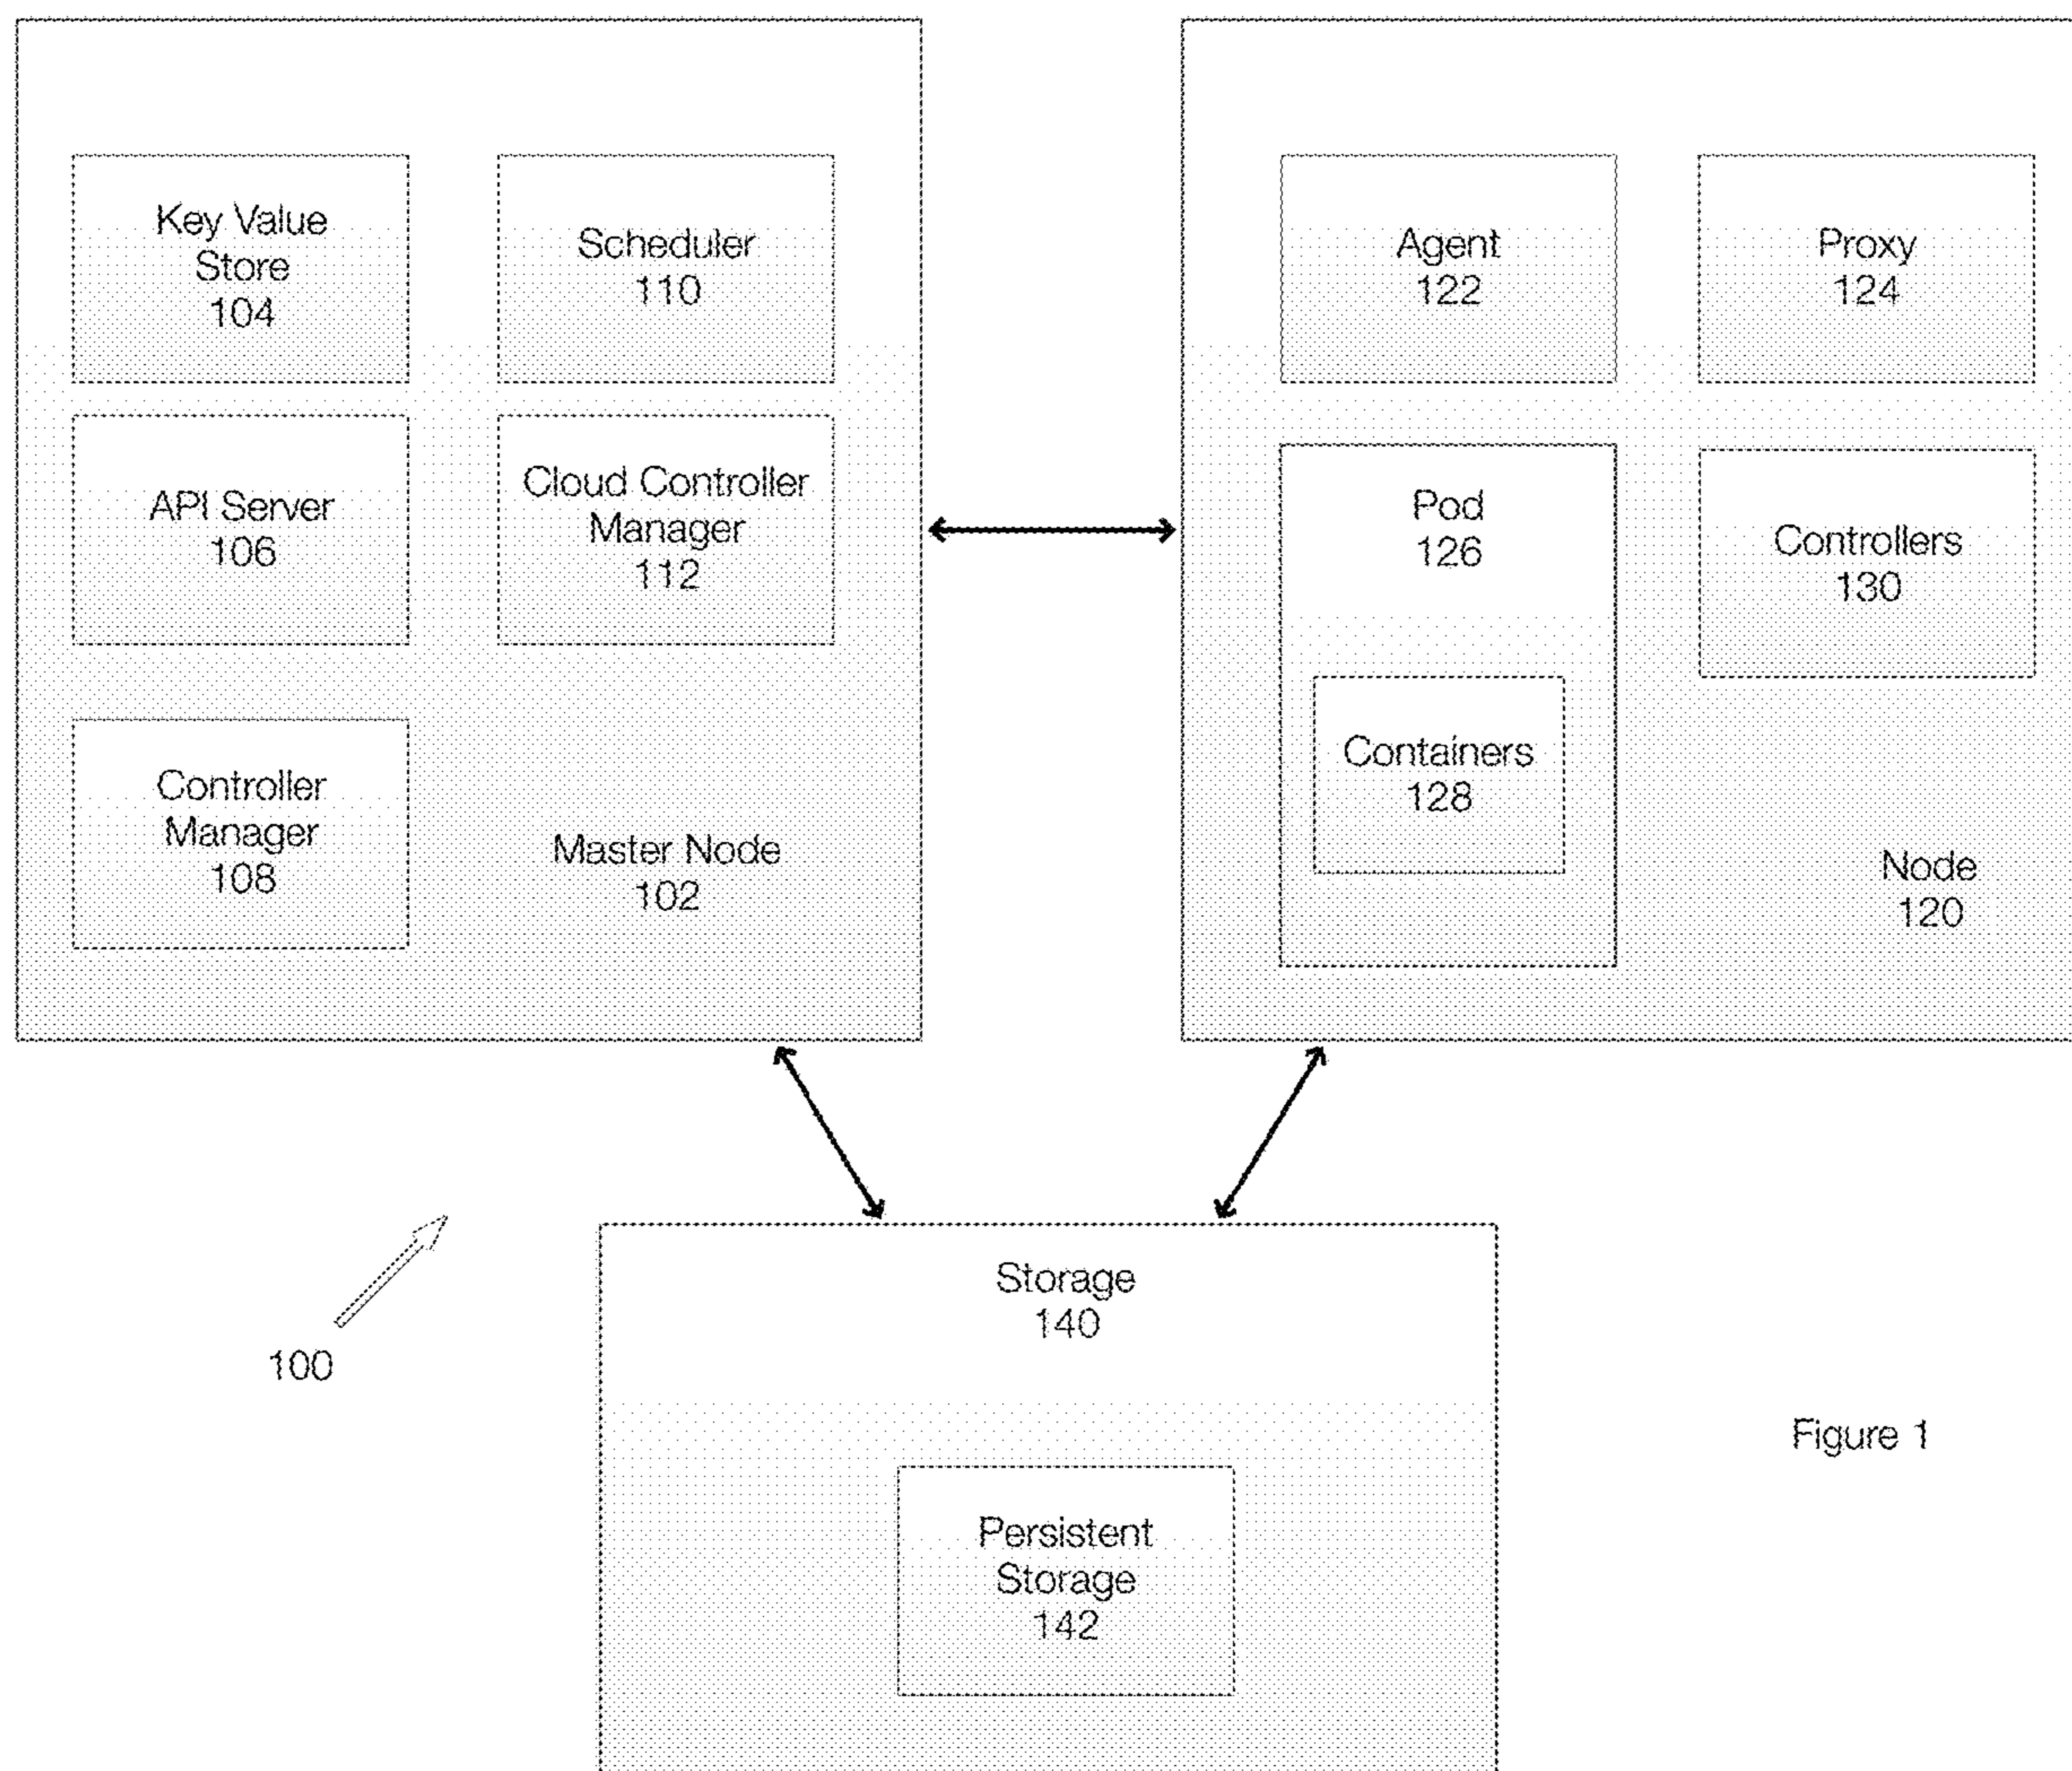 Key Value
Store
104
Scheduler
110
API Server
106
Cloud Controller
Manager
112
Controller
Manager
108
Master Node
102
Agent
122
Proxy
124
Pod
126
Controllers
130
Containers
128
Node
120
Storage
140
Persistent
Storage
142
100
Figure 1